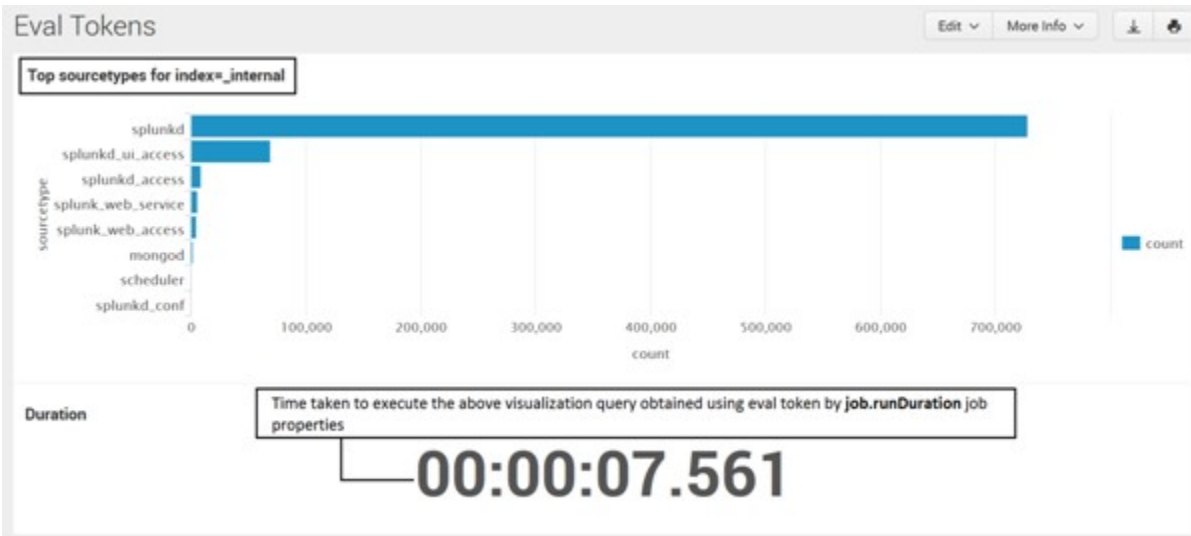 Eval Tokens
Edit
More Info
Top sourcetypes for index=_internal
sourcetype
splunkd
splunkd_ui_access
splunkd_access
splunk_web_service
splunk_web_access
mongod
scheduler
splunkd_conf
0 100,000 200,000 300,000 400,000 500,000 600,000 700,000
count
count
Duration
Time taken to execute the above visualization query obtained using eval token by job.runDuration job
properties
00:00:07.561